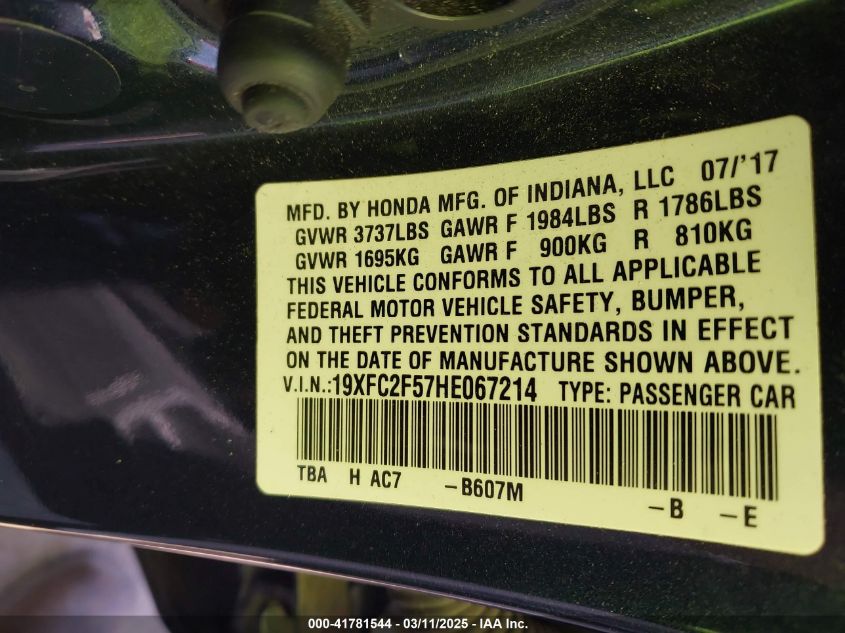 MFD. BY HONDA MFG. OF INDIANA, LLC 07/'17
GVWR 3737LBS GAWR F 1984LBS R 1786LBS
GVWR 1695KG GAWR F 900KG R 810KG
THIS VEHICLE CONFORMS TO ALL APPLICABLE
FEDERAL MOTOR VEHICLE SAFETY, BUMPER,
AND THEFT PREVENTION STANDARDS IN EFFECT
ON THE DATE OF MANUFACTURE SHOWN ABOVE.
V.I.N.:19XFC2F57HE067214 TYPE: PASSENGER CAR
TBA H AC7 -B607M -B -E
000-41781544 - 03/11/2025 - IAA Inc.